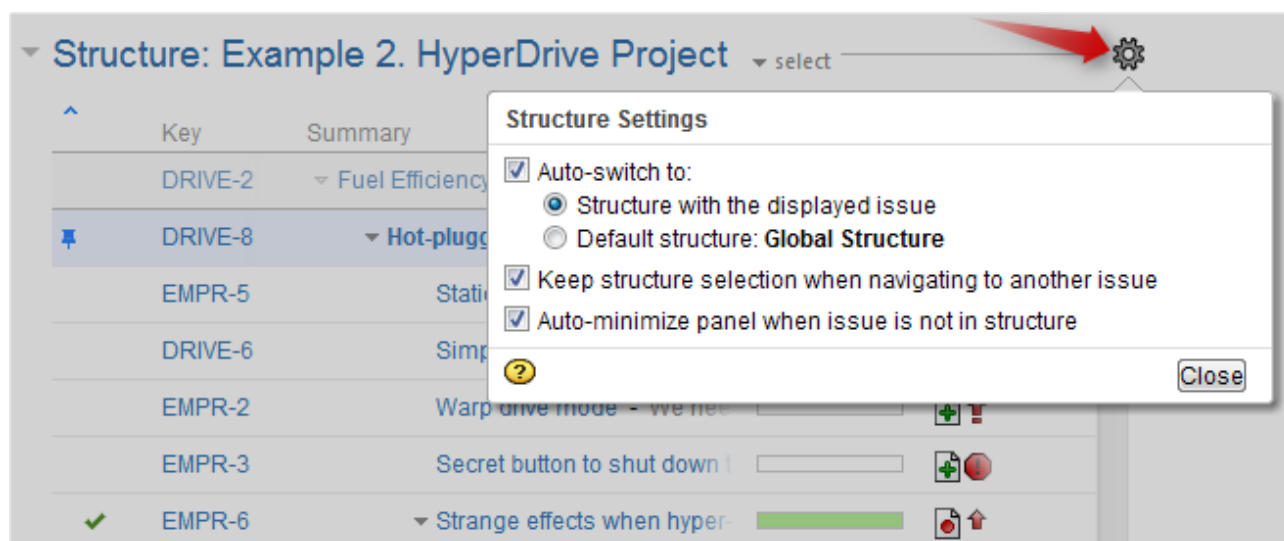 Structure: Example 2. HyperDrive Project select
Key Summary
Structure Settings
DRIVE-2 Fuel Efficiency
Auto-switch to:
Structure with the displayed issue
DRIVE-8 Hot-plugg
Default structure: Global Structure
Keep structure selection when navigating to another issue
EMPR-5 Stati
Auto-minimize panel when issue is not in structure
DRIVE-6 Simp
?
Close
EMPR-2 Warp drive mode - We nee
EMPR-3 Secret button to shut down t
EMPR-6 Strange effects when hyper-